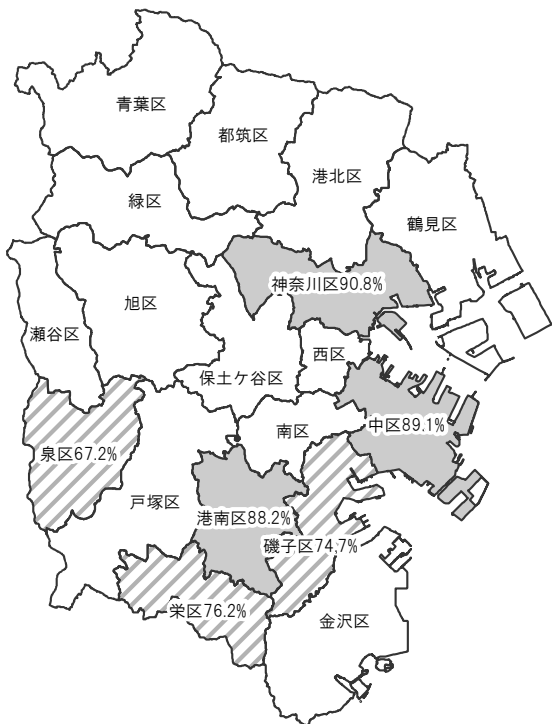 青葉区
都筑区
港北区
緑区
鶴見区
神奈川区90.8%
旭区
瀬谷区
西区
保土ケ谷区
中区89.1%
南区
泉区67.2%
戸塚区
港南区88.2%
磯子区74,7%
栄区76.2%
金沢区